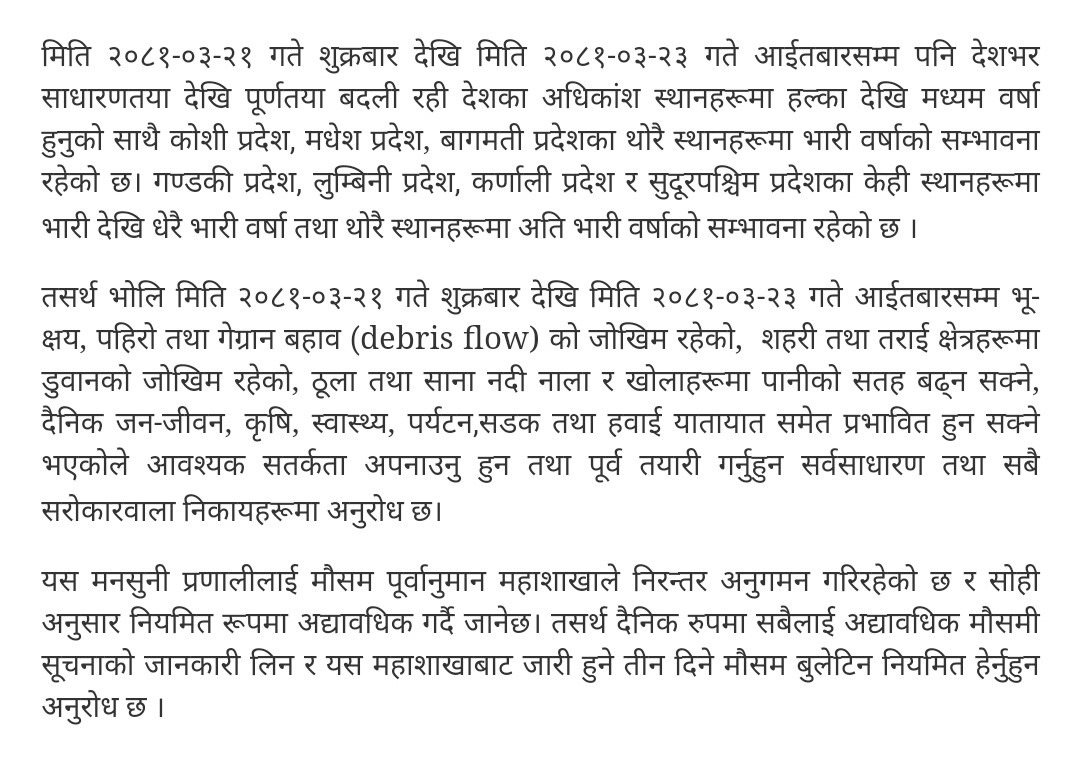 मिति २०८१-०३-२१ गते शुक्रबार देखि मिति २०८१-०३-२३ गते आईतबारसम्म पनि देशभर
साधारणतया देखि पूर्णतया बदली रही देशका अधिकांश स्थानहरूमा हल्का देखि मध्यम वर्षा
हुनुको साथै कोशी प्रदेश, मधेश प्रदेश, बागमती प्रदेशका थोरै स्थानहरूमा भारी वर्षाको सम्भावना
रहेको छ। गण्डकी प्रदेश, लुम्बिनी प्रदेश, कर्णाली प्रदेश र सुदूरपश्चिम प्रदेशका केही स्थानहरूमा
भारी देखि धेरै भारी वर्षा तथा थोरै स्थानहरूमा अति भारी वर्षाको सम्भावना रहेको छ ।
तसर्थ भोलि मिति २०८१-०३-२१ गते शुक्रबार देखि मिति २०८१-०३-२३ गते आईतबारसम्म भू-
क्षय, पहिरो तथा गेग्रान बहाव (debris flow) को जोखिम रहेको, शहरी तथा तराई क्षेत्रहरूमा
डुवानको जोखिम रहेको, ठूला तथा साना नदी नाला र खोलाहरूमा पानीको सतह बढ्न सक्ने,
दैनिक जन-जीवन, कृषि, स्वास्थ्य, पर्यटन,सडक तथा हवाई यातायात समेत प्रभावित हुन सक्ने
भएकोले आवश्यक सतर्कता अपनाउनु हुन तथा पूर्व तयारी गर्नुहुन सर्वसाधारण तथा सबै
सरोकारवाला निकायहरूमा अनुरोध छ।
यस मनसुनी प्रणालीलाई मौसम पूर्वानुमान महाशाखाले निरन्तर अनुगमन गरिरहेको छ र सोही
अनुसार नियमित रूपमा अद्यावधिक गर्दै जानेछ। तसर्थ दैनिक रुपमा सबैलाई अद्यावधिक मौसमी
सूचनाको जानकारी लिन र यस महाशाखाबाट जारी हुने तीन दिने मौसम बुलेटिन नियमित हेर्नुहुन
अनुरोध छ ।